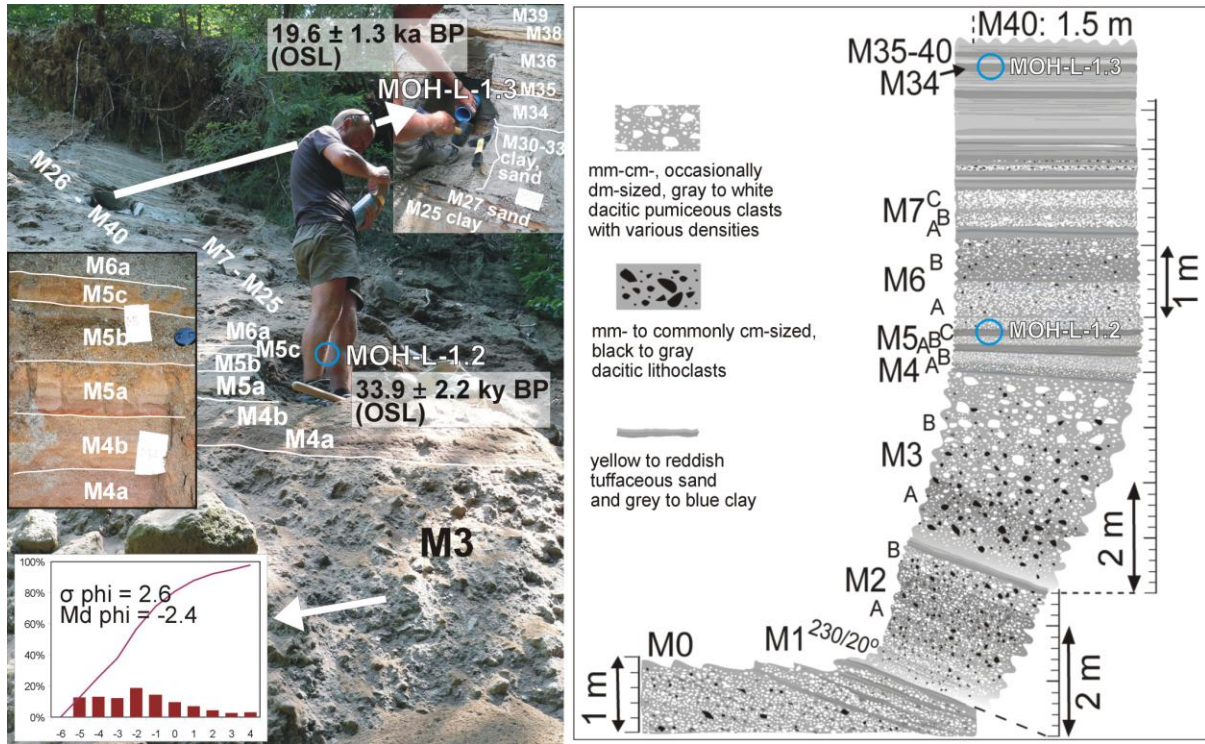 19.6 ± 1.3 ka BP
(OSL)
MOH-L-1.3
M39
M38
M36
M35
M34
M30-33
clay,
sand
M27 sand
M25 clay
M26 - M40
M7 - M25
M6a
M5c
M5b
M5a
M4b
M4a
M6a
M5c
M5b
M5a
M4b
M4a
MOH-L-1.2
33.9 ± 2.2 ky BP
(OSL)
M3
100%
80%
60%
40%
20%
0%
σ phi = 2.6
Md phi = -2.4
-6 -5 -4 -3 -2 -1 0 1 2 3 4
mm-cm-, occasionally
dm-sized, gray to white
dacitic pumiceous clasts
with various densities
mm- to commonly cm-sized,
black to gray
dacitic lithoclasts
yellow to reddish
tuffaceous sand
and grey to blue clay
M40: 1.5 m
M35-40
M34
MOH-L-1.3
M7 C
B
A
B
M6
A
1 m
M5 C
B
A
MOH-L-1.2
M4 B
A
B
M3
A
2 m
B
M2
A
M0
M1 230/20º
1 m
2 m